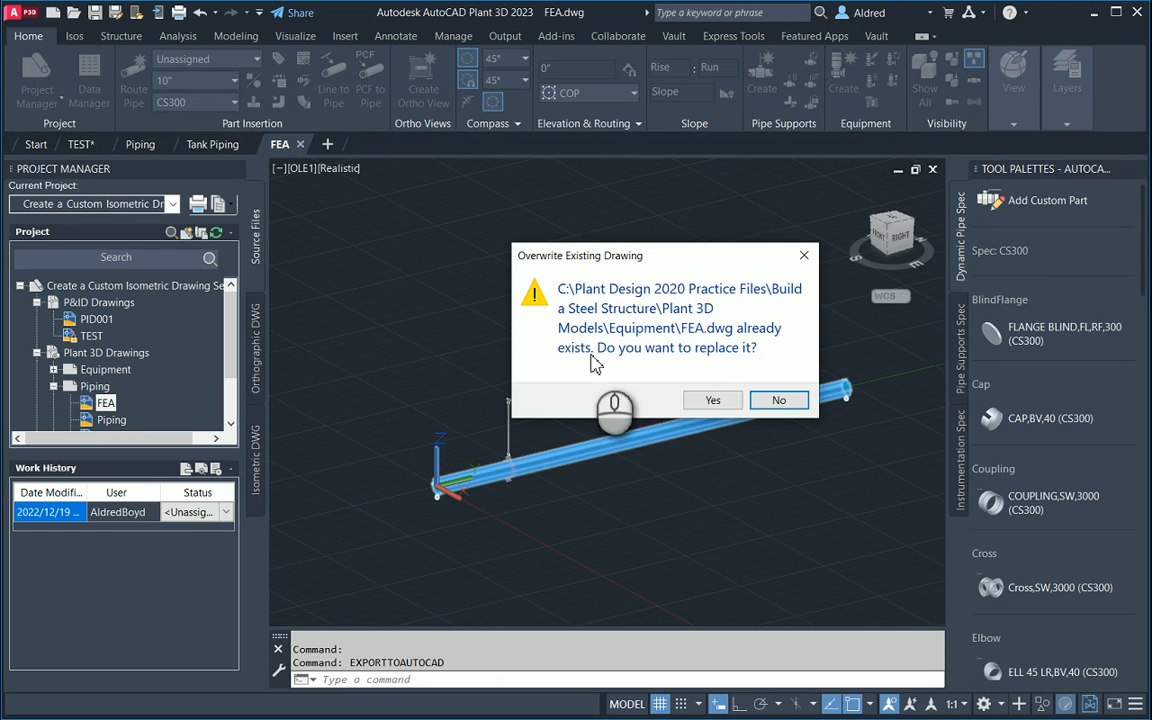 A P3D Share Autodesk AutoCAD Plant 3D 2023 FEA.dwg Type a keyword or phrase Aldred
Home Isos Structure Analysis Modeling Visualize Insert Annotate Manage Output Add-ins Collaborate Vault Express Tools Featured Apps Vault
Project Manager
Data Manager
Route Pipe
Unassigned
10"
CS300
Line to Pipe
PCF to Pipe
PCF
Create Ortho View
45°
45°
0"
COP
Rise : Run
Slope
Create
Create
Show All
View
Layers
Project Part Insertion Ortho Views Compass Elevation & Routing Slope Pipe Supports Equipment Visibility
Start TEST* Piping Tank Piping FEA
PROJECT MANAGER
Current Project:
Create a Custom Isometric Dr
Project
Search
Create a Custom Isometric Drawing Se
P&ID Drawings
PID001
TEST
Plant 3D Drawings
Equipment
Piping
FEA
Piping
Source Files
Orthographic DWG
Isometric DWG
Work History
Date Modifi... User Status
2022/12/19 ... AldredBoyd <Unassig...
[−][OLE1][Realistic]
FRONT RIGHT
S E
WCS
Z
Overwrite Existing Drawing
C:\Plant Design 2020 Practice Files\Build
a Steel Structure\Plant 3D
Models\Equipment\FEA.dwg already
exists. Do you want to replace it?
Yes No
Command:
Command: EXPORTTOAUTOCAD
Type a command
TOOL PALETTES - AUTOCA...
Dynamic Pipe Spec
Pipe Supports Spec
Instrumentation Spec
Add Custom Part
Spec: CS300
BlindFlange
FLANGE BLIND,FL,RF,300
(CS300)
Cap
CAP,BV,40 (CS300)
Coupling
COUPLING,SW,3000
(CS300)
Cross
Cross,SW,3000 (CS300)
Elbow
ELL 45 LR,BV,40 (CS300)
MODEL 1:1